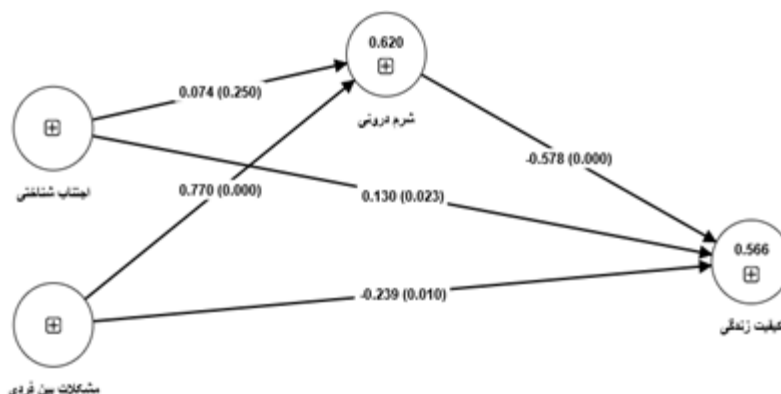 0.620
شرم درونی
0.074 (0.250)
اجتناب شناختی
-0.578 (0.000)
0.770 (0.000)
0.130 (0.023)
0.566
کیفیت زندگی
-0.239 (0.010)
مشکلات بین فردی